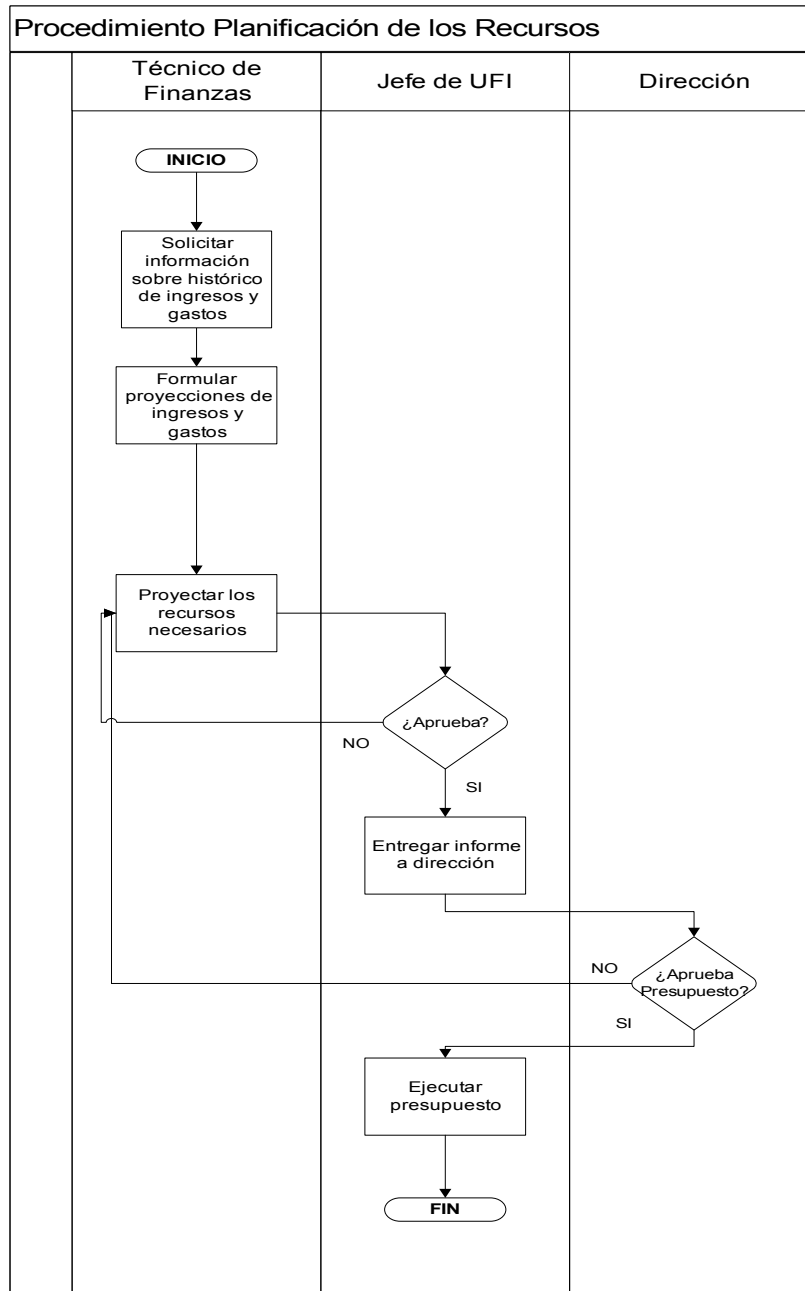 Procedimiento Planificación de los Recursos
Técnico de
Finanzas
Jefe de UFI
Dirección
INICIO
Solicitar
información
sobre histórico
de ingresos y
gastos
Formular
proyecciones de
ingresos y
gastos
Proyectar los
recursos
necesarios
¿Aprueba?
NO
SI
Entregar informe
a dirección
¿Aprueba
Presupuesto?
NO
SI
Ejecutar
presupuesto
FIN